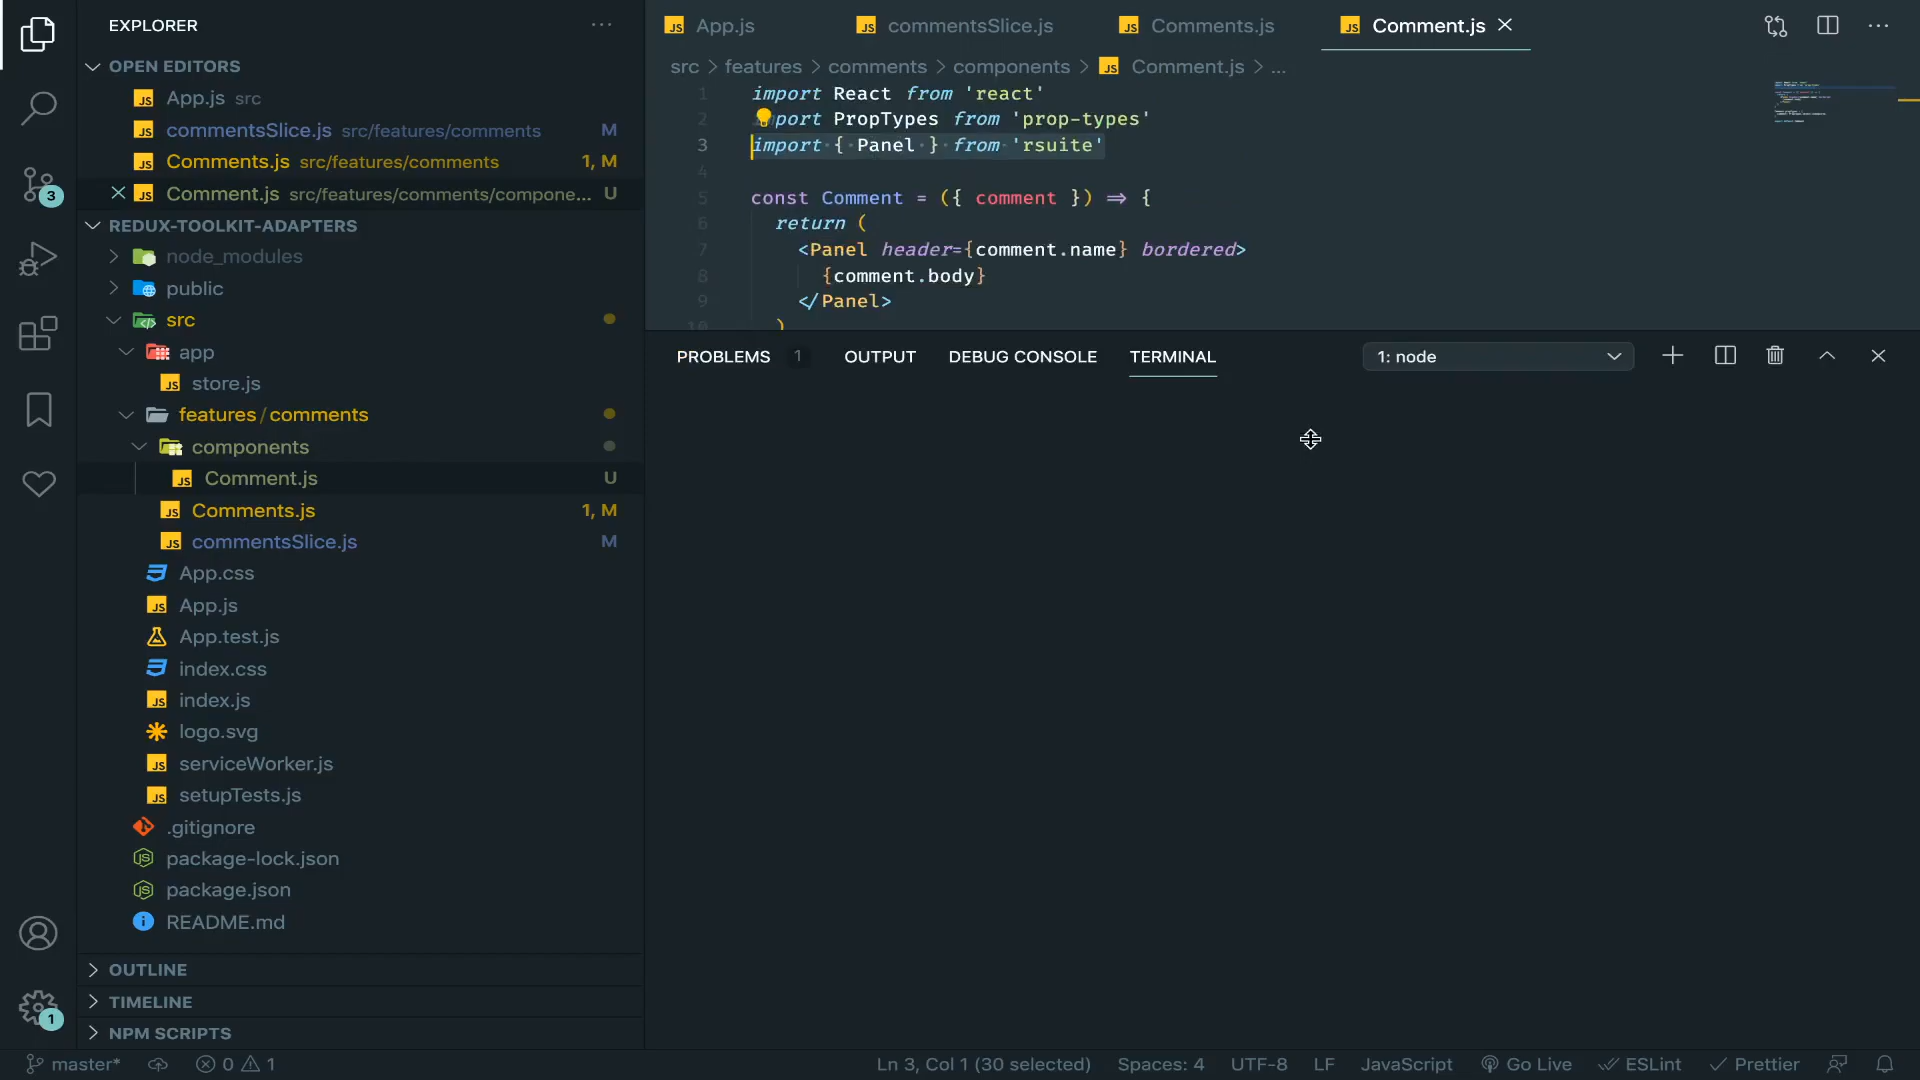 EXPLORER
OPEN EDITORS
App.js src
commentsSlice.js src/features/comments M
Comments.js src/features/comments 1, M
Comment.js src/features/comments/compone... U
REDUX-TOOLKIT-ADAPTERS
node_modules
public
src
app
store.js
features/comments
components
Comment.js U
Comments.js 1, M
commentsSlice.js M
App.css
App.js
App.test.js
index.css
index.js
logo.svg
serviceWorker.js
setupTests.js
.gitignore
package-lock.json
package.json
README.md
OUTLINE
TIMELINE
NPM SCRIPTS
3
1
App.js commentsSlice.js Comments.js Comment.js
src > features > comments > components > Comment.js > ...
1 import React from 'react'
2 port PropTypes from 'prop-types'
3 import { Panel } from 'rsuite'
4
5 const Comment = ({ comment }) ⇒ {
6 return (
7 <Panel header={comment.name} bordered>
8 {comment.body}
9 </Panel>
10 )
PROBLEMS 1 OUTPUT DEBUG CONSOLE TERMINAL 1: node
master* 0 1 Ln 3, Col 1 (30 selected) Spaces: 4 UTF-8 LF JavaScript Go Live ESLint Prettier